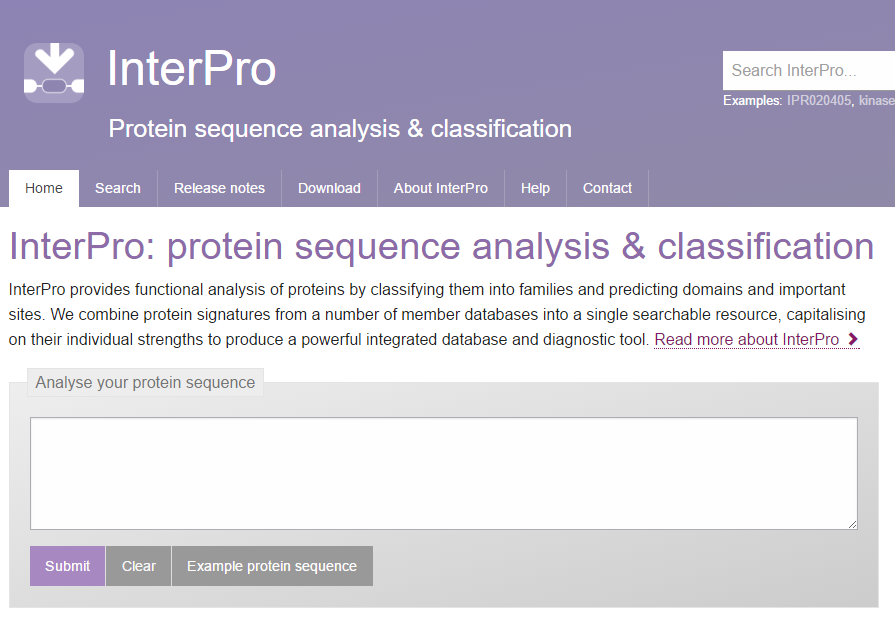 InterPro
Protein sequence analysis & classification
Search InterPro...
Examples: IPR020405, kinase
Home Search Release notes Download About InterPro Help Contact
InterPro: protein sequence analysis & classification
InterPro provides functional analysis of proteins by classifying them into families and predicting domains and important
sites. We combine protein signatures from a number of member databases into a single searchable resource, capitalising
on their individual strengths to produce a powerful integrated database and diagnostic tool. Read more about InterPro
Analyse your protein sequence
Submit Clear Example protein sequence